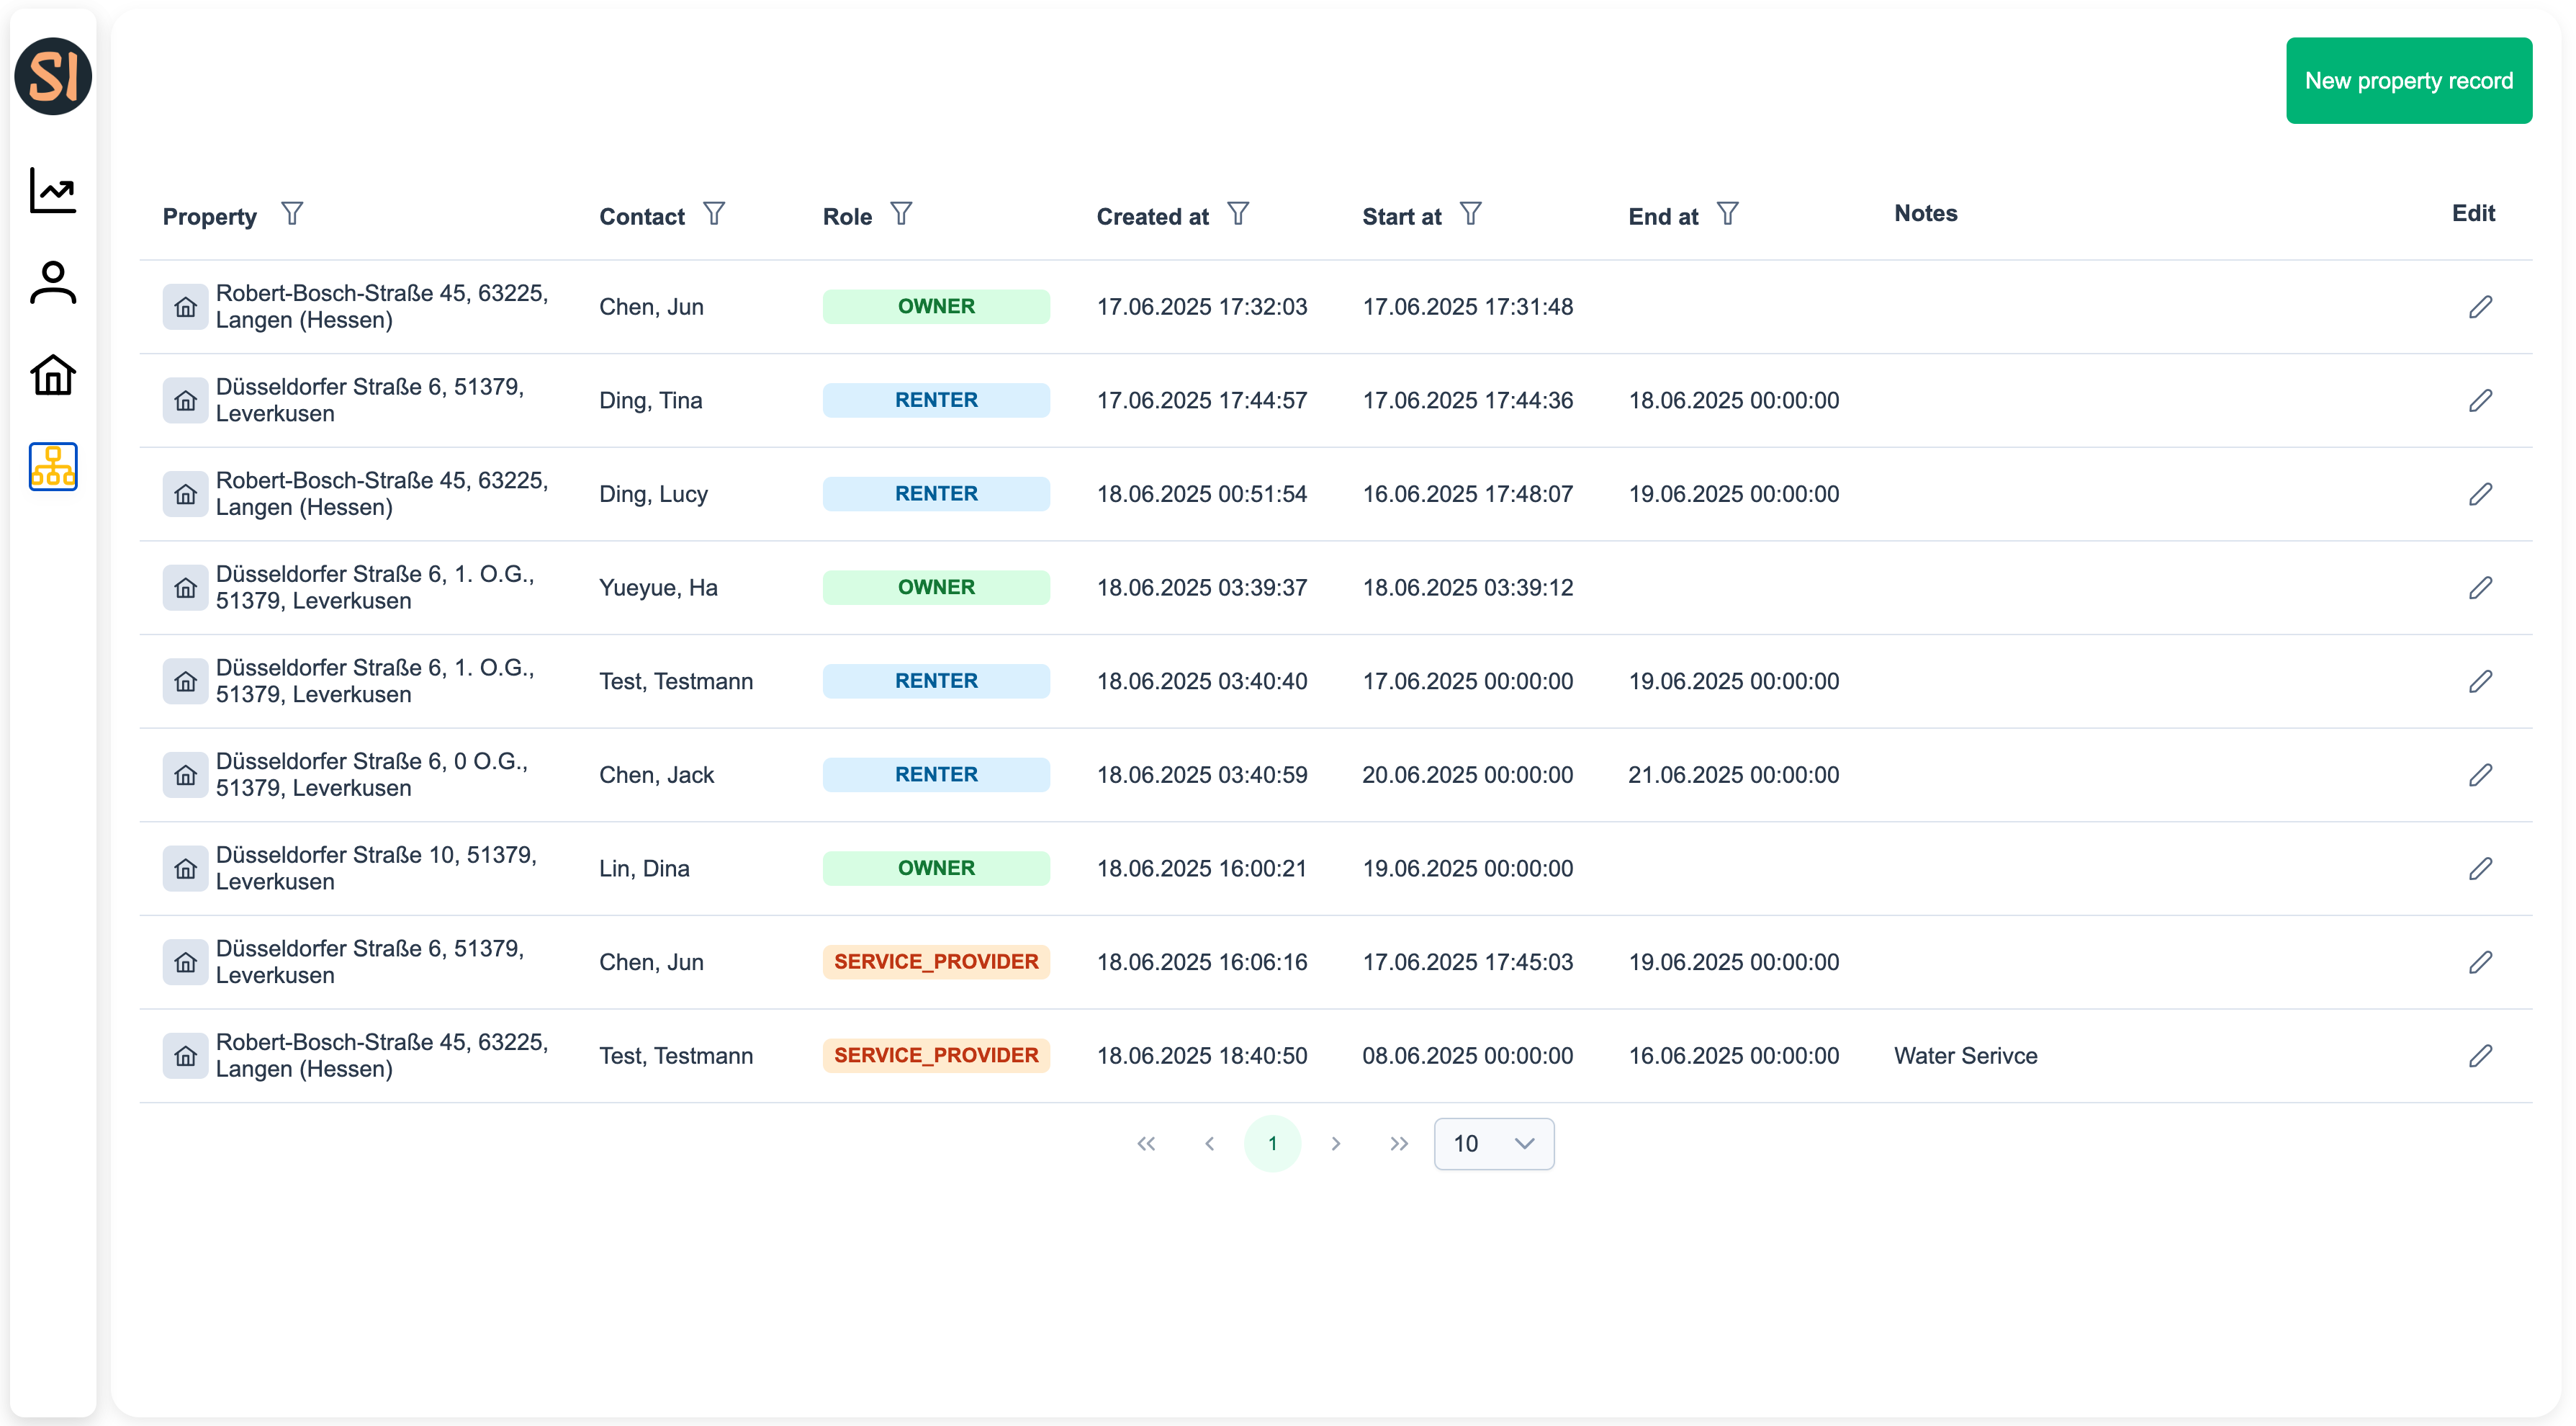 SI
New property record
Property Contact Role Created at Start at End at Notes Edit
Robert-Bosch-Straße 45, 63225,
Langen (Hessen) Chen, Jun OWNER 17.06.2025 17:32:03 17.06.2025 17:31:48
Düsseldorfer Straße 6, 51379,
Leverkusen Ding, Tina RENTER 17.06.2025 17:44:57 17.06.2025 17:44:36 18.06.2025 00:00:00
Robert-Bosch-Straße 45, 63225,
Langen (Hessen) Ding, Lucy RENTER 18.06.2025 00:51:54 16.06.2025 17:48:07 19.06.2025 00:00:00
Düsseldorfer Straße 6, 1. O.G.,
51379, Leverkusen Yueyue, Ha OWNER 18.06.2025 03:39:37 18.06.2025 03:39:12
Düsseldorfer Straße 6, 1. O.G.,
51379, Leverkusen Test, Testmann RENTER 18.06.2025 03:40:40 17.06.2025 00:00:00 19.06.2025 00:00:00
Düsseldorfer Straße 6, 0 O.G.,
51379, Leverkusen Chen, Jack RENTER 18.06.2025 03:40:59 20.06.2025 00:00:00 21.06.2025 00:00:00
Düsseldorfer Straße 10, 51379,
Leverkusen Lin, Dina OWNER 18.06.2025 16:00:21 19.06.2025 00:00:00
Düsseldorfer Straße 6, 51379,
Leverkusen Chen, Jun SERVICE_PROVIDER 18.06.2025 16:06:16 17.06.2025 17:45:03 19.06.2025 00:00:00
Robert-Bosch-Straße 45, 63225,
Langen (Hessen) Test, Testmann SERVICE_PROVIDER 18.06.2025 18:40:50 08.06.2025 00:00:00 16.06.2025 00:00:00 Water Serivce
1 10